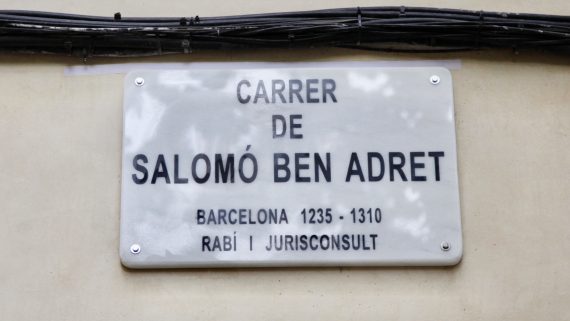 CARRER
DE
SALOMÓ BEN ADRET
BARCELONA 1235 - 1310
RABÍ I JURISCONSULT